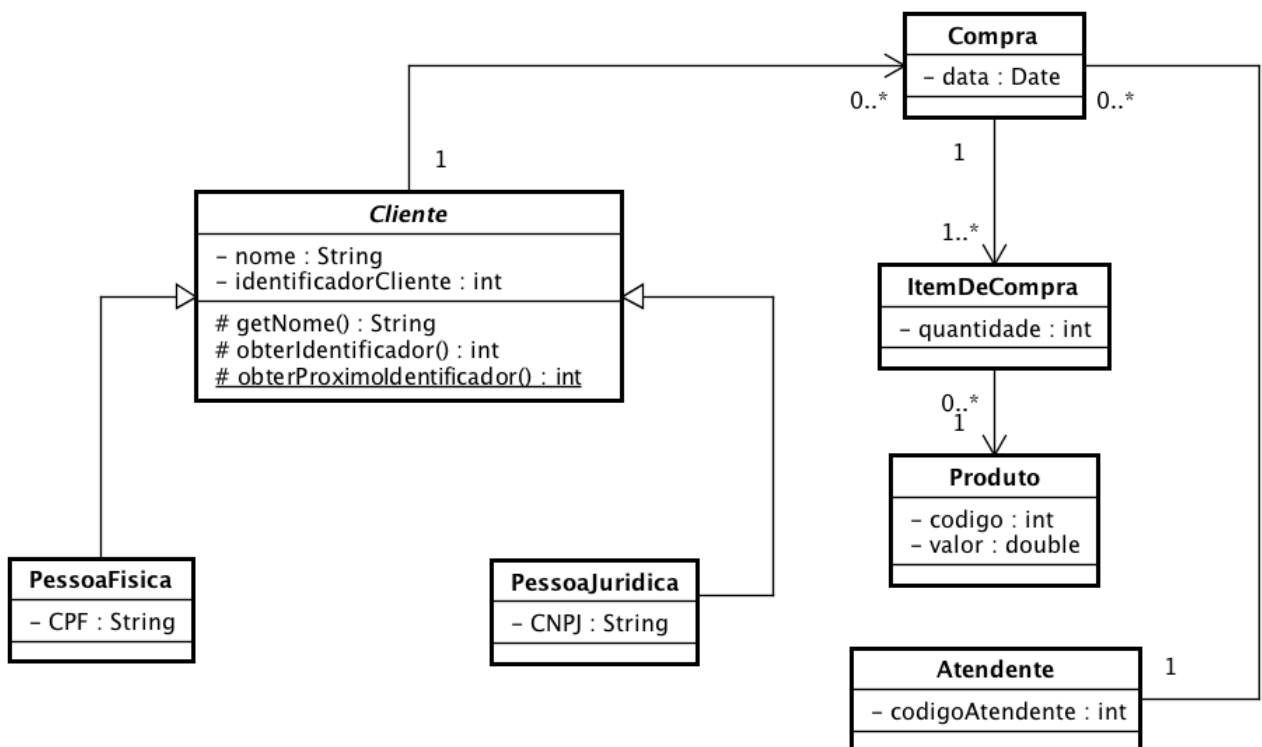 Compra
– data : Date
0..*
0..*
1
1
Cliente
– nome : String
– identificadorCliente : int
# getNome() : String
# obterIdentificador() : int
# obterProximoIdentificador() : int
1..*
ItemDeCompra
– quantidade : int
0..*
1
Produto
– codigo : int
– valor : double
PessoaFisica
– CPF : String
PessoaJuridica
– CNPJ : String
Atendente
– codigoAtendente : int
1